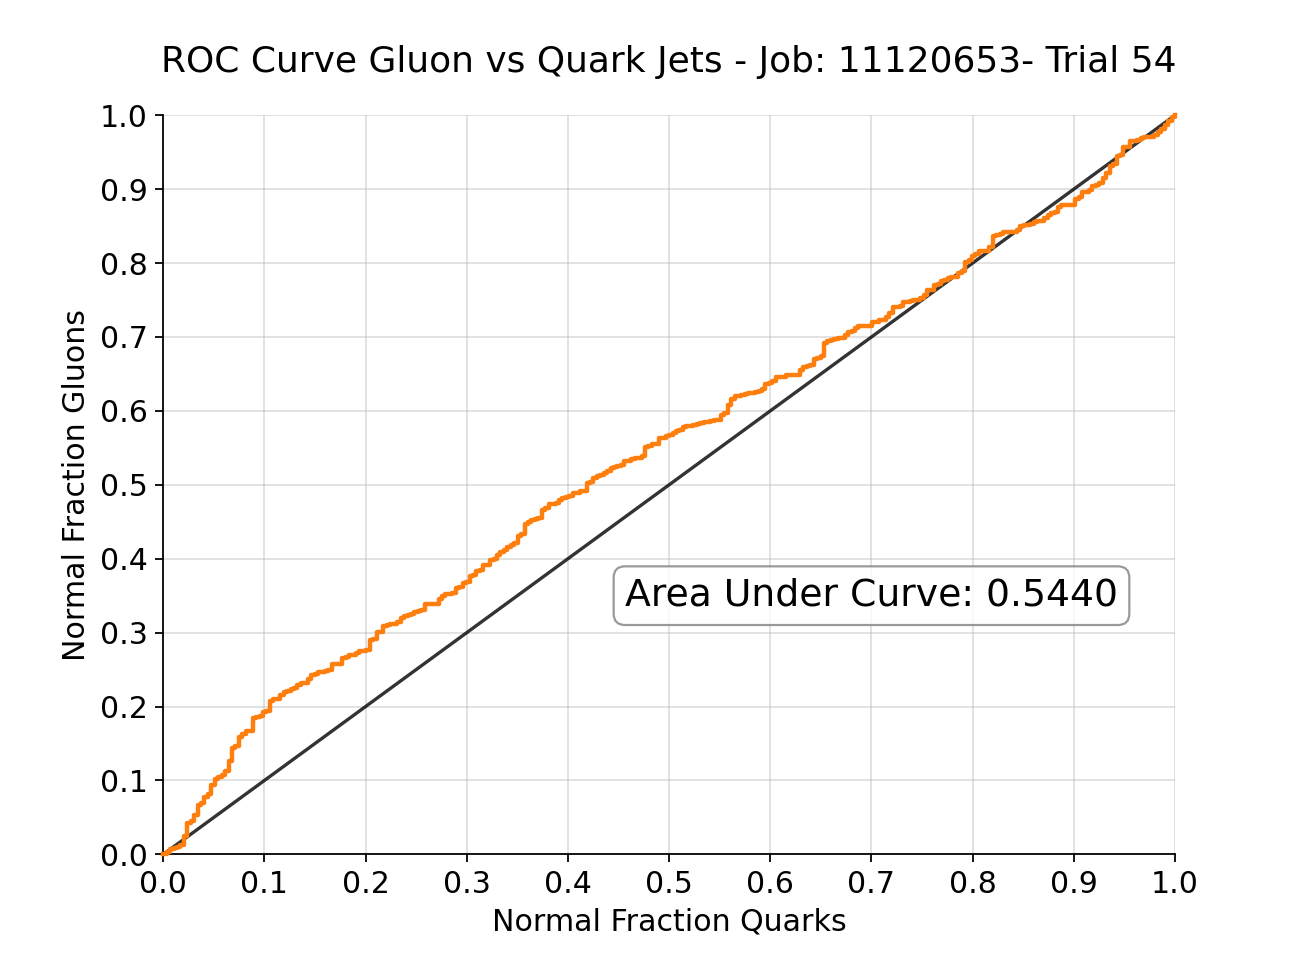 ROC Curve Gluon vs Quark Jets - Job: 11120653- Trial 54
1.0
0.9
0.8
0.7
0.6
0.5
0.4
0.3
0.2
0.1
0.0
Normal Fraction Gluons
Area Under Curve: 0.5440
0.0 0.1 0.2 0.3 0.4 0.5 0.6 0.7 0.8 0.9 1.0
Normal Fraction Quarks